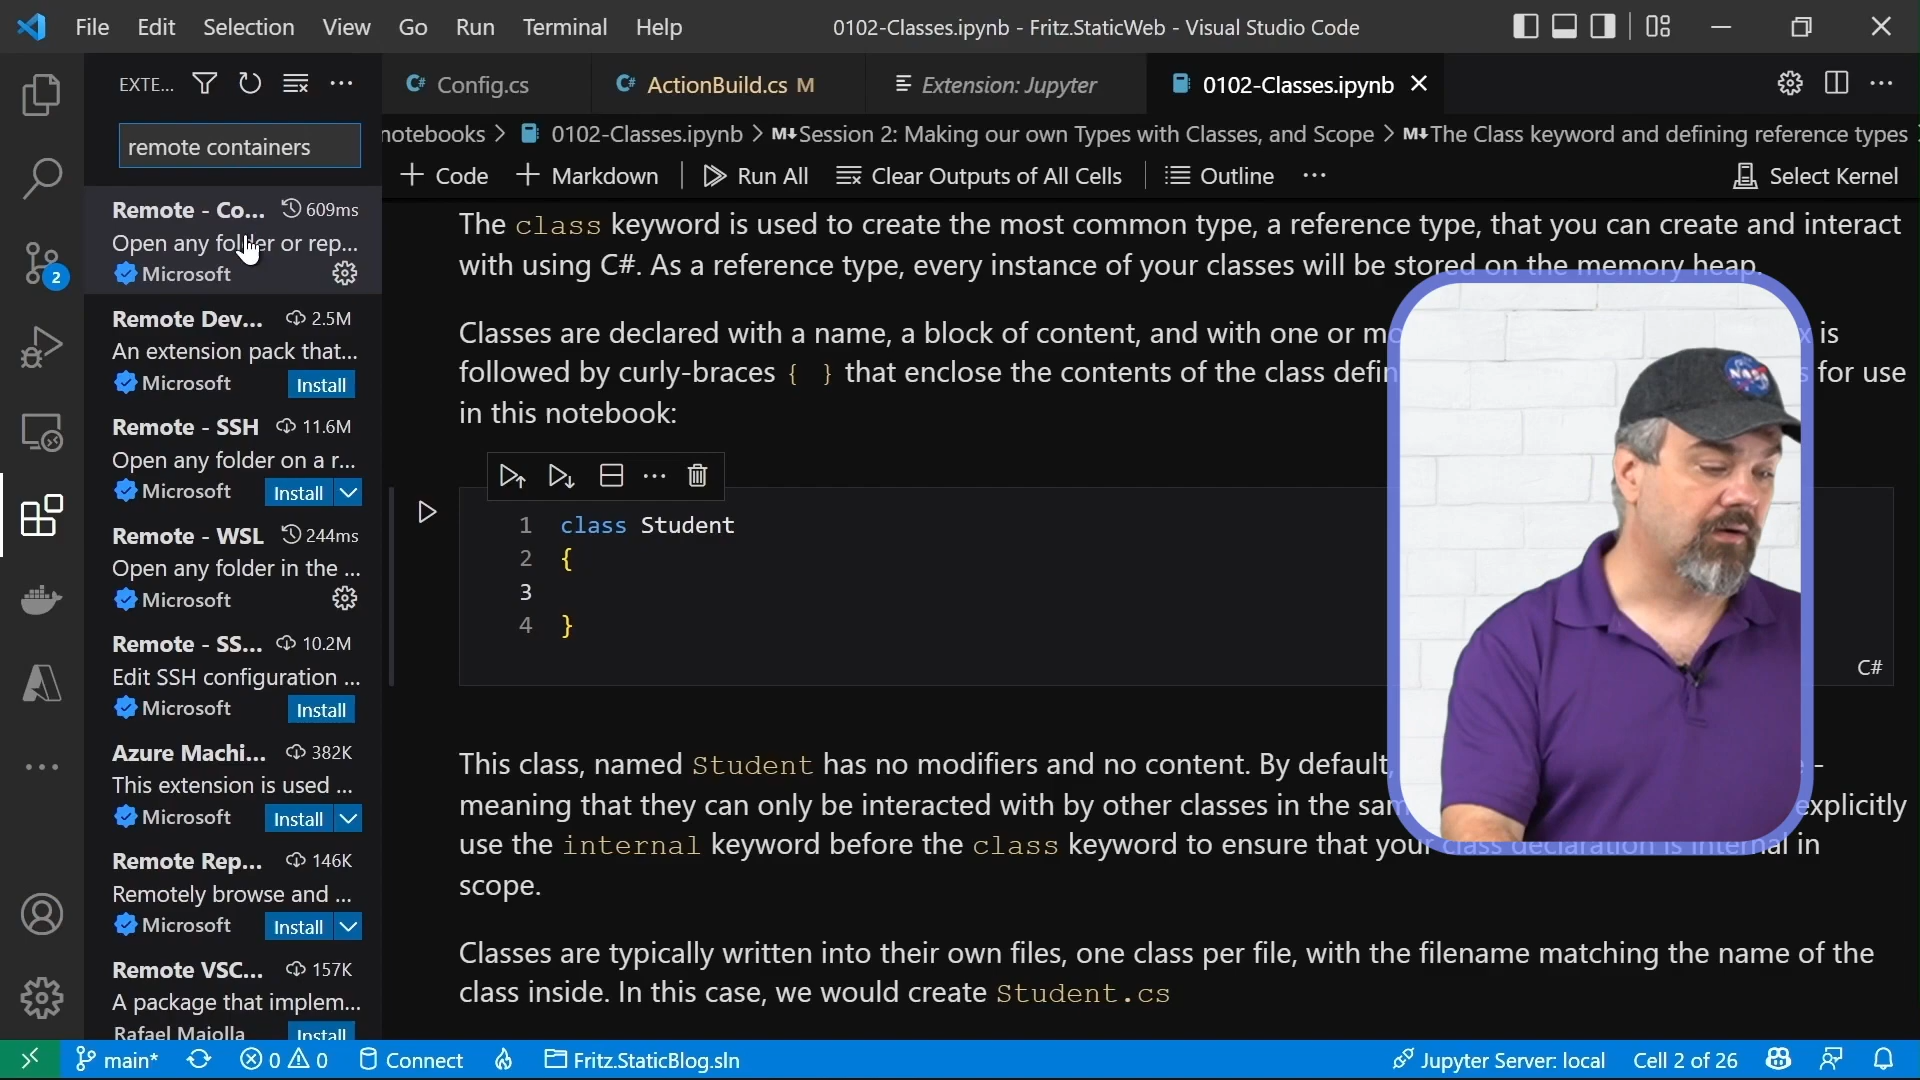 File Edit Selection View Go Run Terminal Help
0102-Classes.ipynb - Fritz.StaticWeb - Visual Studio Code
EXTE...
Config.cs
ActionBuild.cs M
Extension: Jupyter
0102-Classes.ipynb
remote containers
notebooks > 0102-Classes.ipynb > M↓Session 2: Making our own Types with Classes, and Scope > M↓The Class keyword and defining reference types
+ Code + Markdown Run All Clear Outputs of All Cells Outline ... Select Kernel
Remote - Co... 609ms
Open any folder or rep...
Microsoft
Remote Dev... 2.5M
An extension pack that...
Microsoft Install
Remote - SSH 11.6M
Open any folder on a r...
Microsoft Install
Remote - WSL 244ms
Open any folder in the ...
Microsoft
Remote - SS... 10.2M
Edit SSH configuration ...
Microsoft Install
Azure Machi... 382K
This extension is used ...
Microsoft Install
Remote Rep... 146K
Remotely browse and ...
Microsoft Install
Remote VSC... 157K
A package that implem...
Rafael Maiolla Install
2
The class keyword is used to create the most common type, a reference type, that you can create and interact
with using C#. As a reference type, every instance of your classes will be stored on the memory heap.
Classes are declared with a name, a block of content, and with one or is
followed by curly-braces { } that enclose the contents of the class for use
in this notebook:
1 class Student
2 {
3
4 }
C#
This class, named Student has no modifiers and no content. By default, -
meaning that they can only be interacted with by other classes in the explicitly
use the internal keyword before the class keyword to ensure that your class declaration is internal in
scope.
Classes are typically written into their own files, one class per file, with the filename matching the name of the
class inside. In this case, we would create Student.cs
main* 0 0 Connect Fritz.StaticBlog.sln Jupyter Server: local Cell 2 of 26